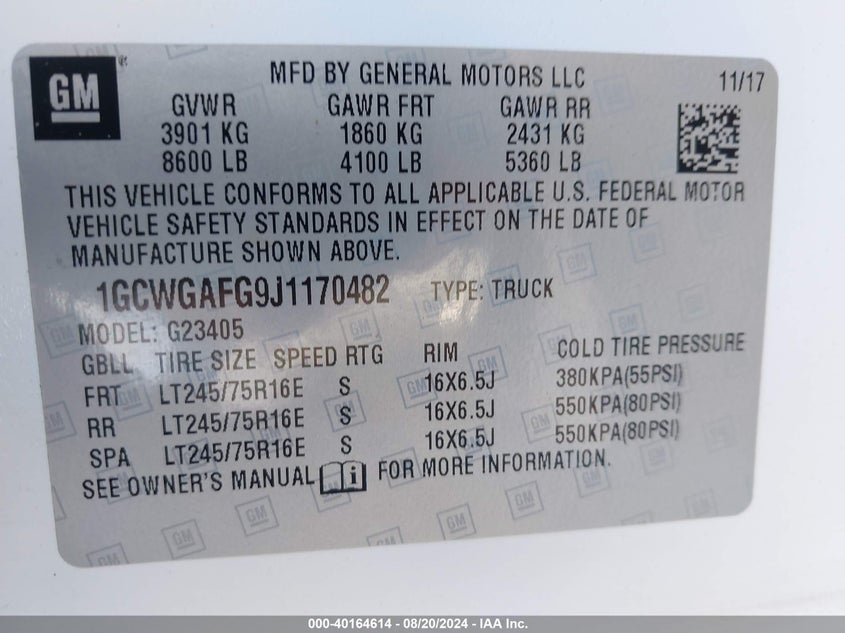 GM
MFD BY GENERAL MOTORS LLC 11/17
GVWR GAWR FRT GAWR RR
3901 KG 1860 KG 2431 KG
8600 LB 4100 LB 5360 LB
THIS VEHICLE CONFORMS TO ALL APPLICABLE U.S. FEDERAL MOTOR
VEHICLE SAFETY STANDARDS IN EFFECT ON THE DATE OF
MANUFACTURE SHOWN ABOVE.
1GCWGAFG9J1170482 TYPE: TRUCK
MODEL: G23405
GBLL TIRE SIZE SPEED RTG RIM COLD TIRE PRESSURE
FRT LT245/75R16E S 16X6.5J 380KPA(55PSI)
RR LT245/75R16E S 16X6.5J 550KPA(80PSI)
SPA LT245/75R16E S 16X6.5J 550KPA(80PSI)
SEE OWNER'S MANUAL i FOR MORE INFORMATION.
000-40164614 - 08/20/2024 - IAA Inc.